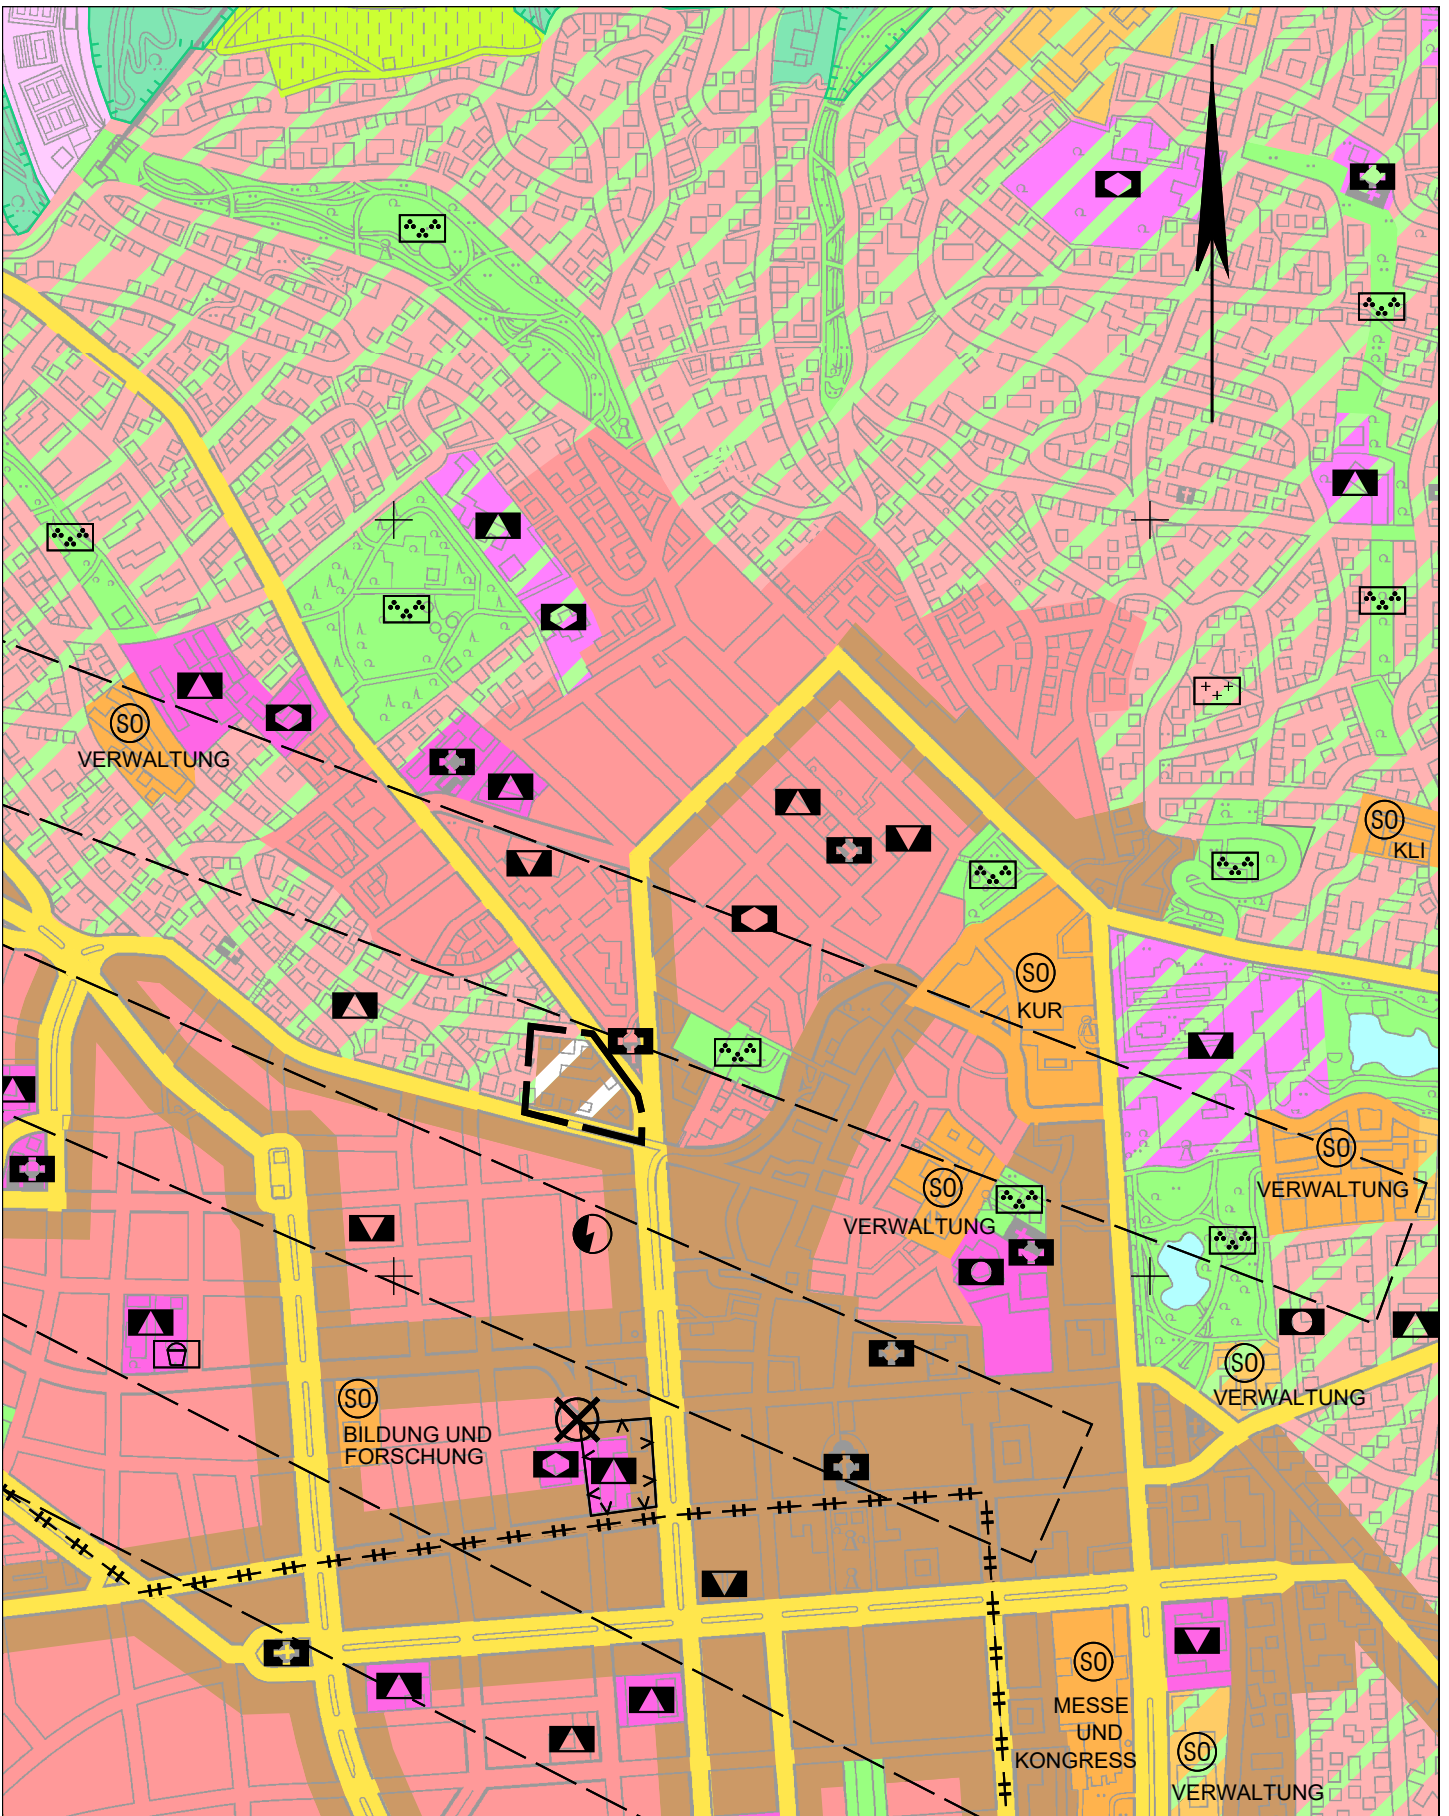 SO
VERWALTUNG
SO
KLI
SO
KUR
SO
VERWALTUNG
SO
VERWALTUNG
SO
VERWALTUNG
SO
BILDUNG UND
FORSCHUNG
SO
MESSE
UND
KONGRESS
SO
VERWALTUNG